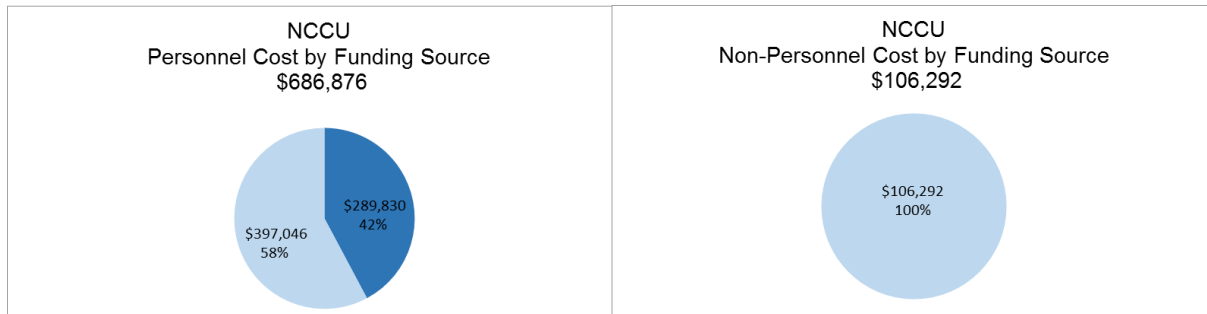 NCCU
Personnel Cost by Funding Source
$686,876
$289,830
42%
$397,046
58%
NCCU
Non-Personnel Cost by Funding Source
$106,292
$106,292
100%